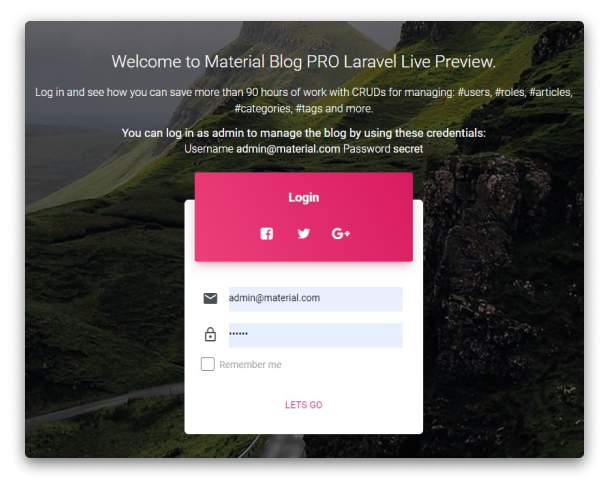 Welcome to Material Blog PRO Laravel Live Preview.
Log in and see how you can save more than 90 hours of work with CRUDs for managing: #users, #roles, #articles,
#categories, #tags and more.
You can log in as admin to manage the blog by using these credentials:
Username admin@material.com Password secret
Login
G+
admin@material.com
••••••
Remember me
LETS GO